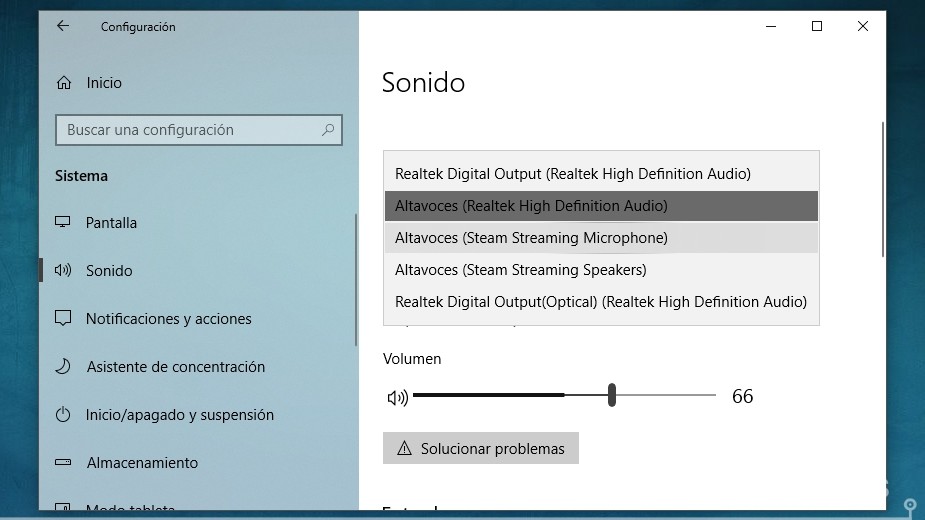 Configuración
Inicio
Buscar una configuración
Sistema
Pantalla
Sonido
Notificaciones y acciones
Asistente de concentración
Inicio/apagado y suspensión
Almacenamiento
Modo tableta
Sonido
Realtek Digital Output (Realtek High Definition Audio)
Altavoces (Realtek High Definition Audio)
Altavoces (Steam Streaming Microphone)
Altavoces (Steam Streaming Speakers)
Realtek Digital Output(Optical) (Realtek High Definition Audio)
Volumen
66
Solucionar problemas